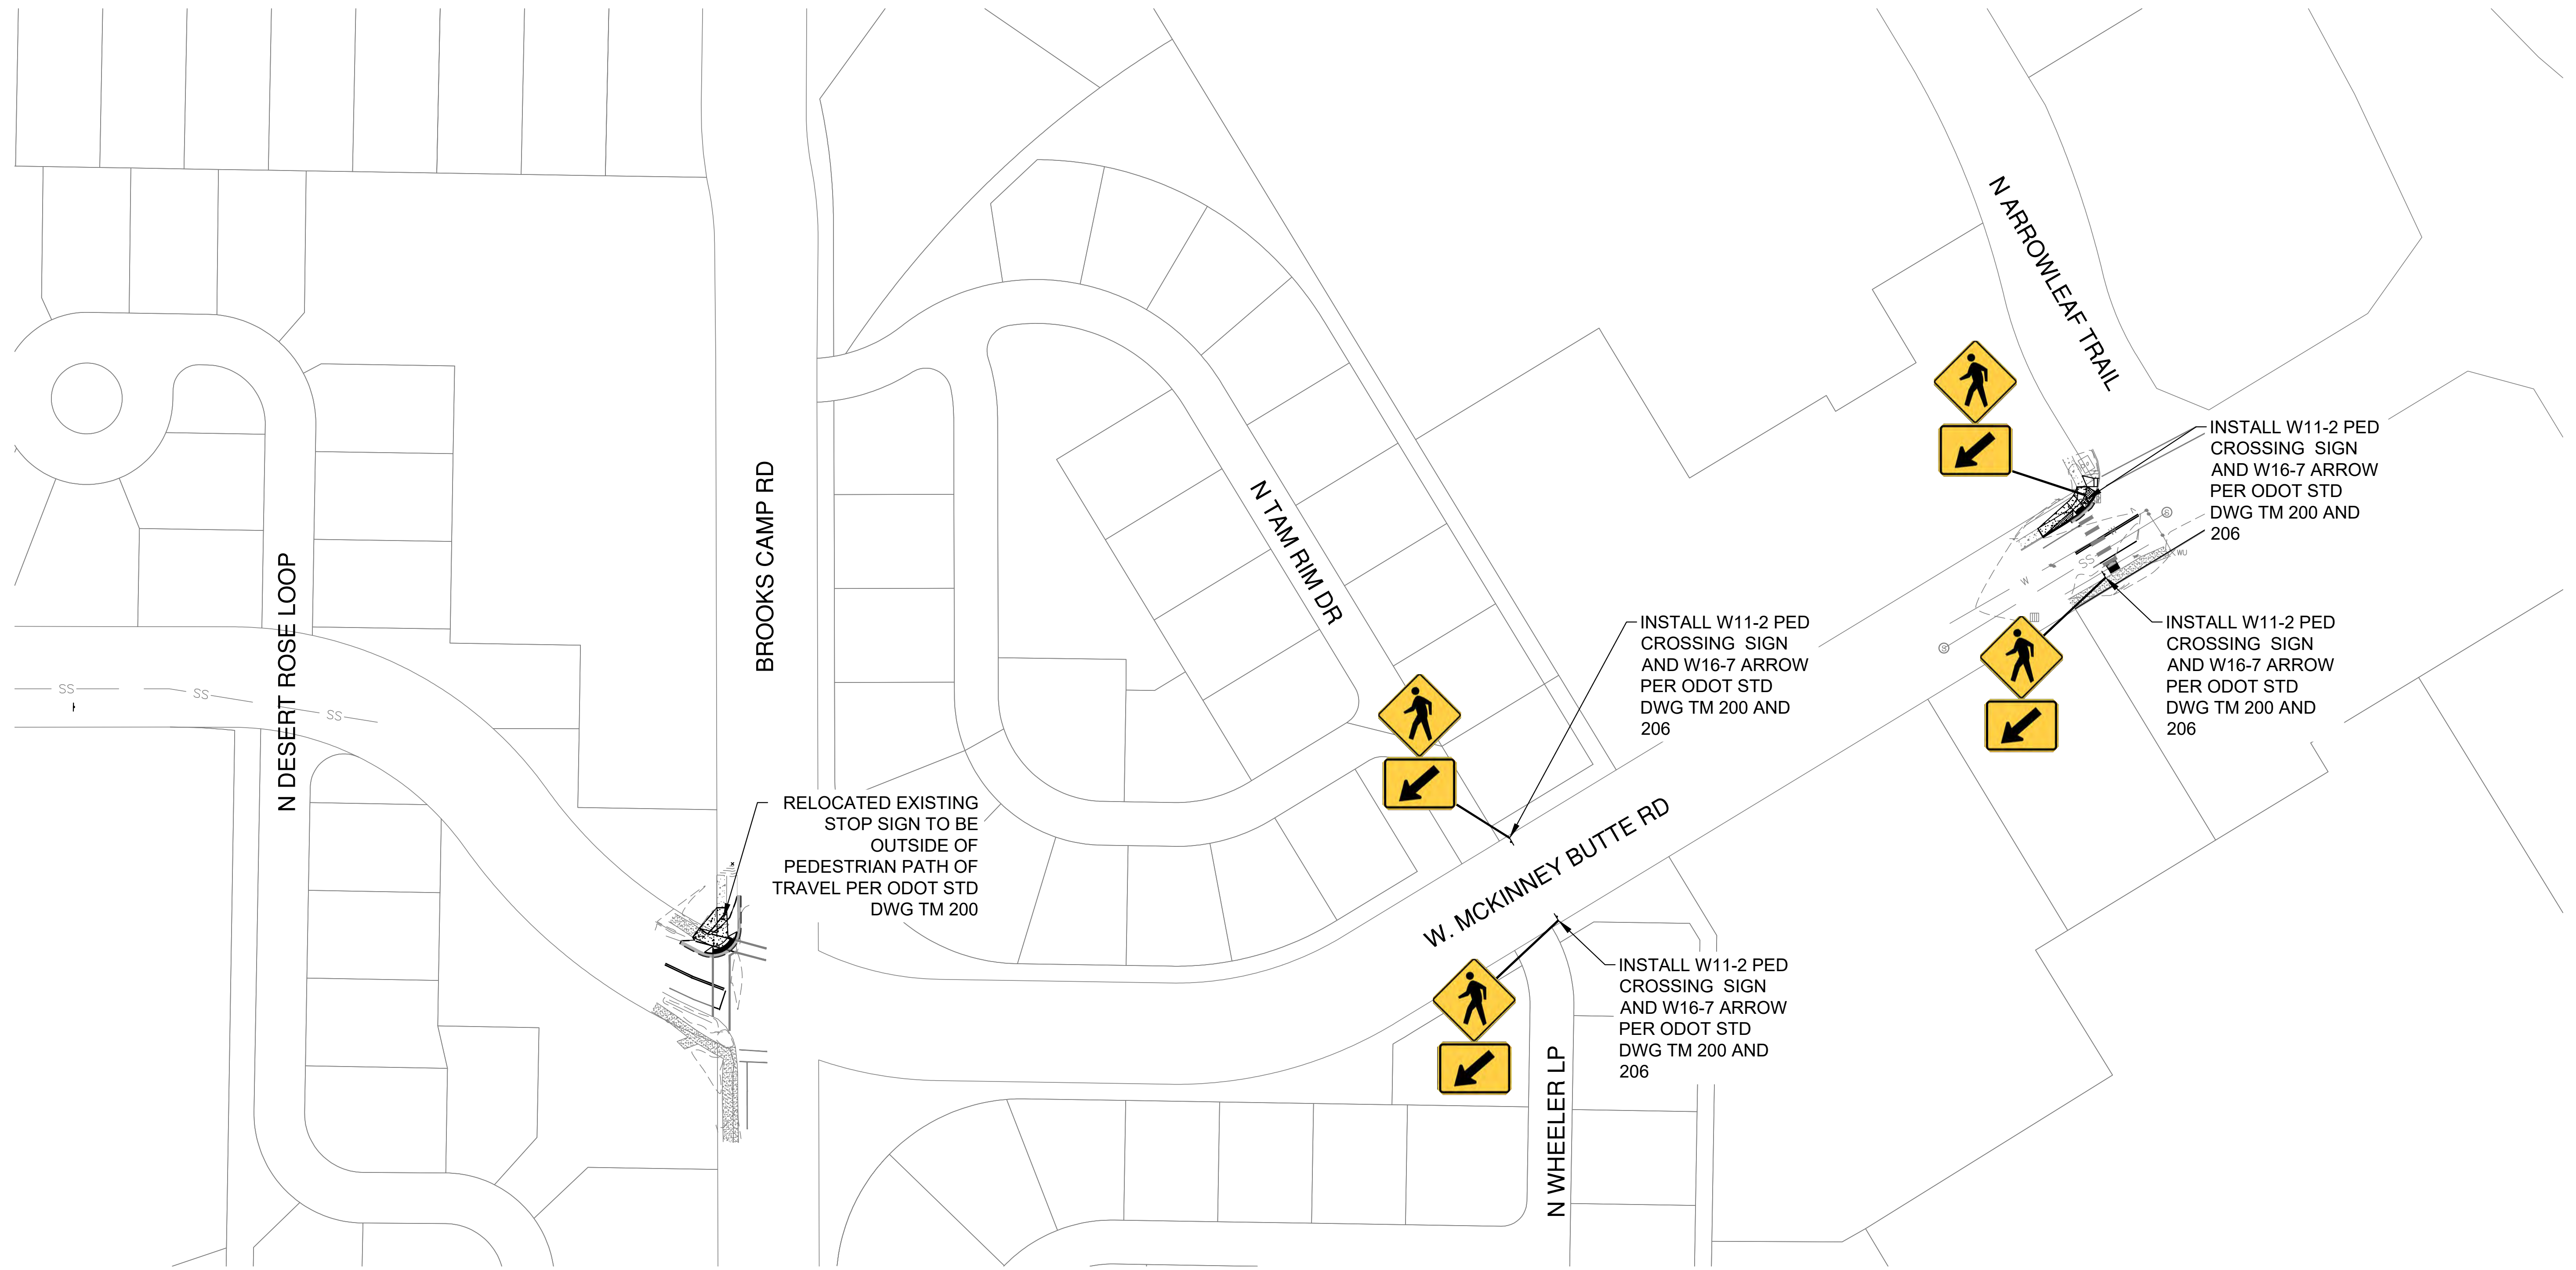 N ARROWLEAF TRAIL
INSTALL W11-2 PED
CROSSING SIGN
AND W16-7 ARROW
PER ODOT STD
DWG TM 200 AND
206
BROOKS CAMP RD
N TAM RIM DR
N DESERT ROSE LOOP
SS
SS
SS
W
SS
WU
S
S
INSTALL W11-2 PED
CROSSING SIGN
AND W16-7 ARROW
PER ODOT STD
DWG TM 200 AND
206
INSTALL W11-2 PED
CROSSING SIGN
AND W16-7 ARROW
PER ODOT STD
DWG TM 200 AND
206
RELOCATED EXISTING
STOP SIGN TO BE
OUTSIDE OF
PEDESTRIAN PATH OF
TRAVEL PER ODOT STD
DWG TM 200
W. MCKINNEY BUTTE RD
INSTALL W11-2 PED
CROSSING SIGN
AND W16-7 ARROW
PER ODOT STD
DWG TM 200 AND
206
N WHEELER LP